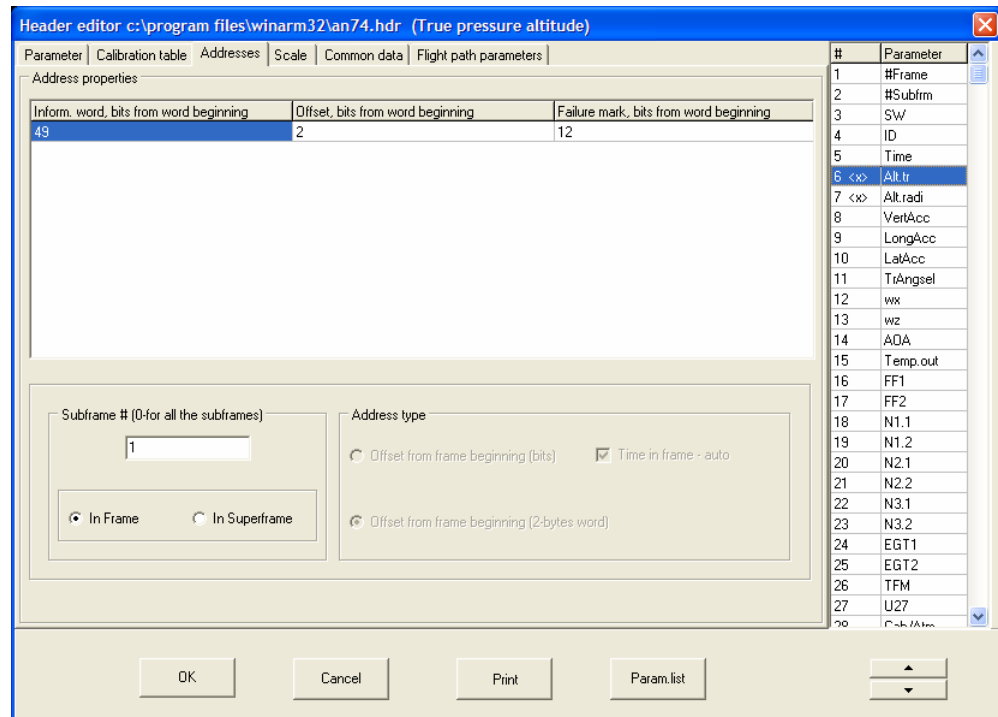 Header editor c:\program files\winarm32\an74.hdr (True pressure altitude)
Parameter Calibration table Addresses Scale Common data Flight path parameters
Address properties
Inform. word, bits from word beginning Offset, bits from word beginning Failure mark, bits from word beginning
49 2 12
Subframe # (0-for all the subframes)
1
In Frame In Superframe
Address type
Offset from frame beginning (bits) Time in frame - auto
Offset from frame beginning (2-bytes word)
# Parameter
1 #Frame
2 #Subfrm
3 SW
4 ID
5 Time
6 <x> Alt.tr
7 <x> Alt.radi
8 VertAcc
9 LongAcc
10 LatAcc
11 TrAngsel
12 wx
13 wz
14 AOA
15 Temp.out
16 FF1
17 FF2
18 N1.1
19 N1.2
20 N2.1
21 N2.2
22 N3.1
23 N3.2
24 EGT1
25 EGT2
26 TFM
27 U27
28 Cab/Atm
OK Cancel Print Param.list